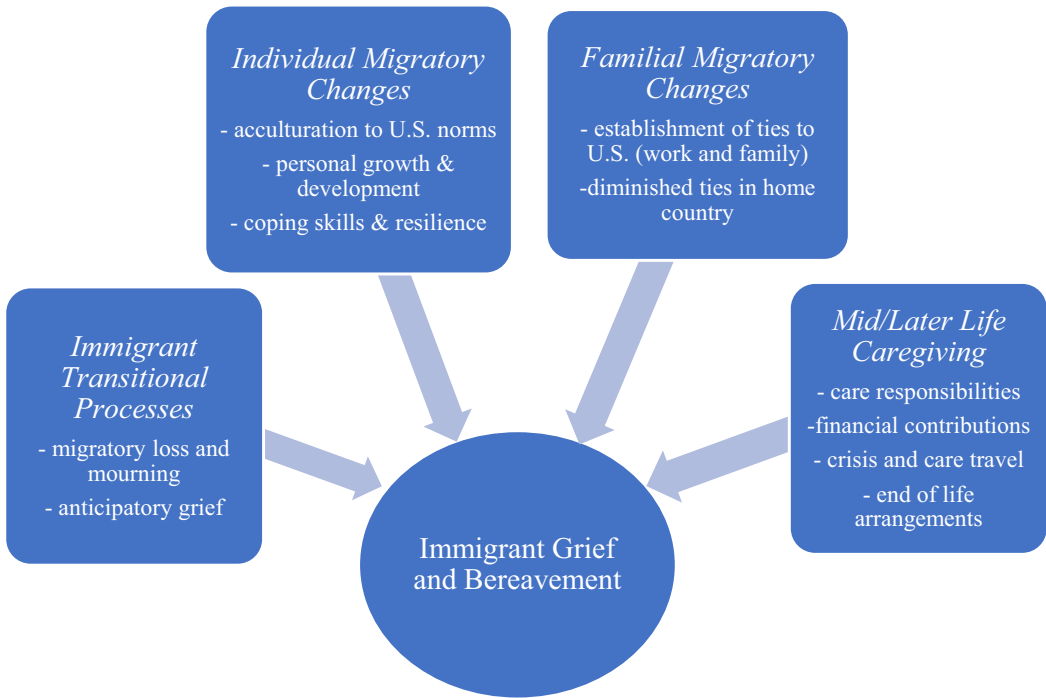 Individual Migratory
Changes
- acculturation to U.S. norms
- personal growth &
development
- coping skills & resilience
Familial Migratory
Changes
- establishment of ties to
U.S. (work and family)
-diminished ties in home
country
Immigrant
Transitional
Processes
- migratory loss and
mourning
- anticipatory grief
Mid/Later Life
Caregiving
- care responsibilities
-financial contributions
- crisis and care travel
- end of life
arrangements
Immigrant Grief
and Bereavement